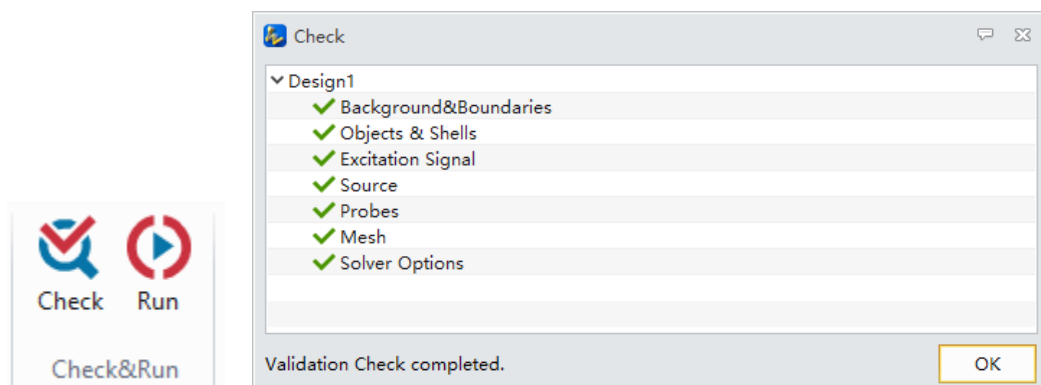 Check
Design1
Background&Boundaries
Objects & Shells
Excitation Signal
Source
Probes
Mesh
Solver Options
Validation Check completed.
OK
Check Run
Check&Run